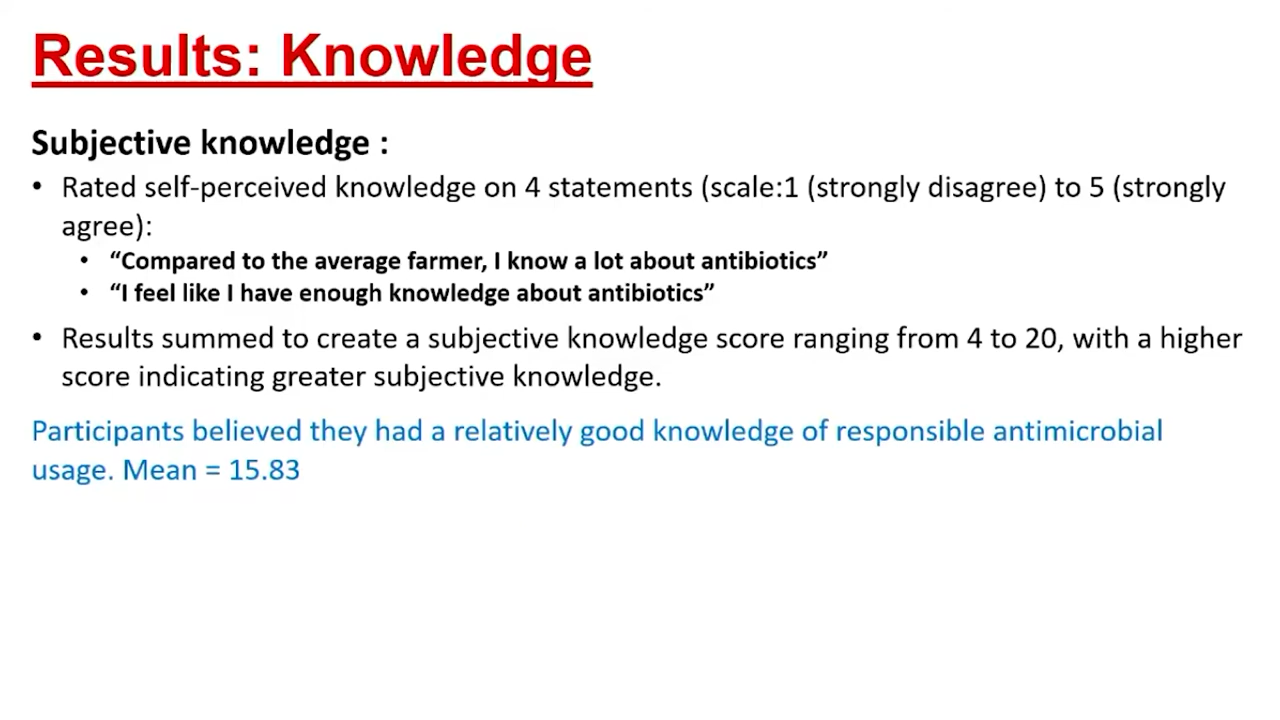 Results: Knowledge
Subjective knowledge :
• Rated self-perceived knowledge on 4 statements (scale:1 (strongly disagree) to 5 (strongly
agree):
• “Compared to the average farmer, I know a lot about antibiotics”
• “I feel like I have enough knowledge about antibiotics”
• Results summed to create a subjective knowledge score ranging from 4 to 20, with a higher
score indicating greater subjective knowledge.
Participants believed they had a relatively good knowledge of responsible antimicrobial
usage. Mean = 15.83